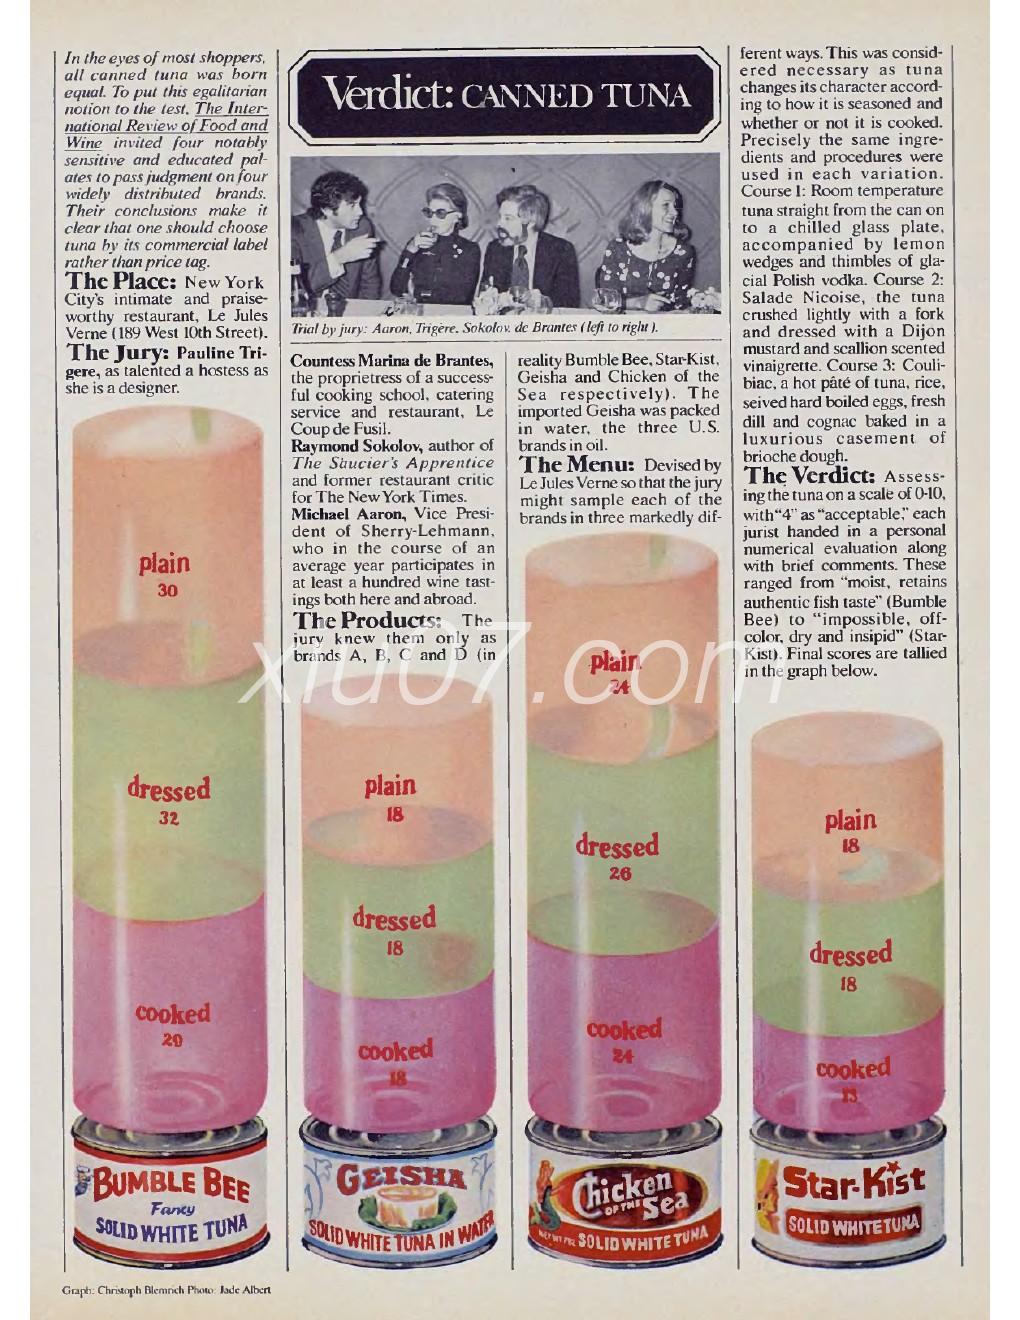 In the eyes of most shoppers,
all canned tuna was born
equal. To put this egalitarian
notion to the test, The Inter-
national Review of Food and
Wine invited four notably
sensitive and educated pal-
ates to pass judgment on four
widely distributed brands.
Their conclusions make it
clear that one should choose
tuna by its commercial label
rather than price tag.
The Place: New York
City's intimate and praise-
worthy restaurant, Le Jules
Verne (189 West 10th Street).
The Jury: Pauline Tri-
gere, as talented a hostess as
she is a designer.
Verdict: CANNED TUNA
Trial by jury: Aaron, Trigère, Sokolov, de Brantes (left to right).
Countess Marina de Brantes,
the proprietress of a success-
ful cooking school, catering
service and restaurant, Le
Coup de Fusil.
Raymond Sokolov, author of
The Saucier's Apprentice
and former restaurant critic
for The New York Times.
Michael Aaron, Vice Presi-
dent of Sherry-Lehmann,
who in the course of an
average year participates in
at least a hundred wine tast-
ings both here and abroad.
The Products: The
jury knew them only as
brands A, B, C and D (in
reality Bumble Bee, Star-Kist,
Geisha and Chicken of the
Sea respectively). The
imported Geisha was packed
in water, the three U.S.
brands in oil.
The Menu: Devised by
Le Jules Verne so that the jury
might sample each of the
brands in three markedly dif-
ferent ways. This was consid-
ered necessary as tuna
changes its character accord-
ing to how it is seasoned and
whether or not it is cooked.
Precisely the same ingre-
dients and procedures were
used in each variation.
Course 1: Room temperature
tuna straight from the can on
to a chilled glass plate,
accompanied by lemon
wedges and thimbles of gla-
cial Polish vodka. Course 2:
Salade Nicoise, the tuna
crushed lightly with a fork
and dressed with a Dijon
mustard and scallion scented
vinaigrette. Course 3: Couli-
biac, a hot pâté of tuna, rice,
seived hard boiled eggs, fresh
dill and cognac baked in a
luxurious casement of
brioche dough.
The Verdict: Assess-
ing the tuna on a scale of 0-10,
with "4" as "acceptable," each
jurist handed in a personal
numerical evaluation along
with brief comments. These
ranged from "moist, retains
authentic fish taste" (Bumble
Bee) to "impossible, off-
color, dry and insipid" (Star-
Kist). Final scores are tallied
in the graph below.
plain
30
dressed
32
cooked
20
BUMBLE BEE
Fancy
SOLID WHITE TUNA
plain
18
dressed
18
cooked
18
GEISHA
SOLID WHITE TUNA IN WATER
plain
24
dressed
26
cooked
24
Chicken
OF THE Sea
SOLID WHITE TUNA
plain
18
dressed
18
cooked
13
Star-Kist
SOLID WHITE TUNA
xiu07.com
Graph: Christoph Blemrich Photo: Jade Albert